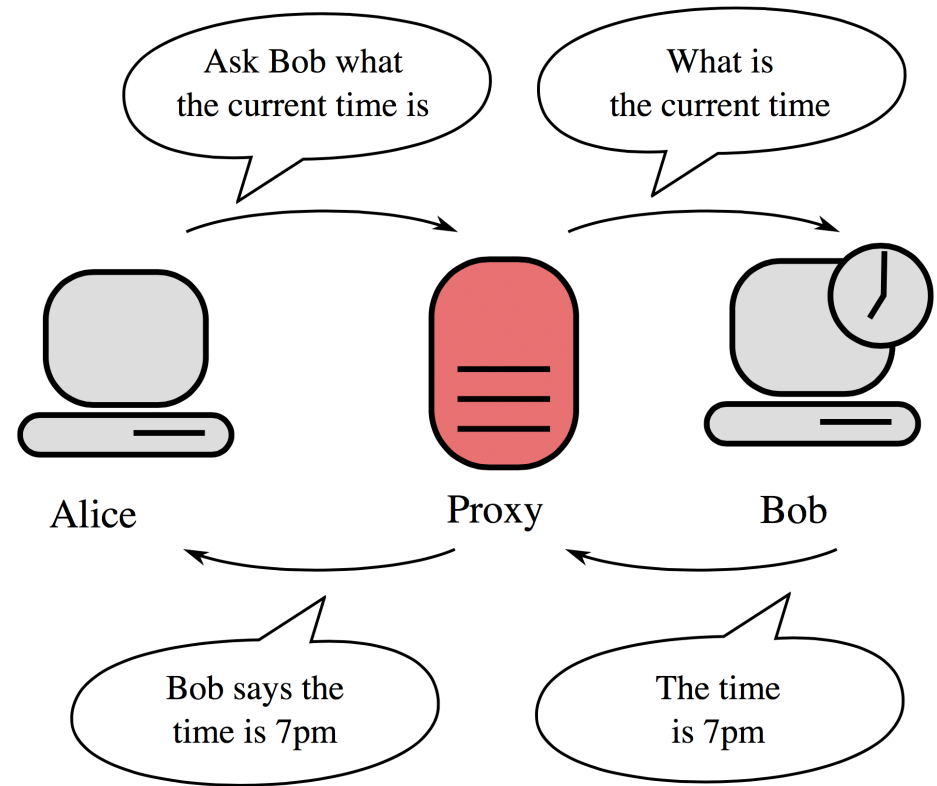 Ask Bob what
the current time is
What is
the current time
Alice
Proxy
Bob
Bob says the
time is 7pm
The time
is 7pm